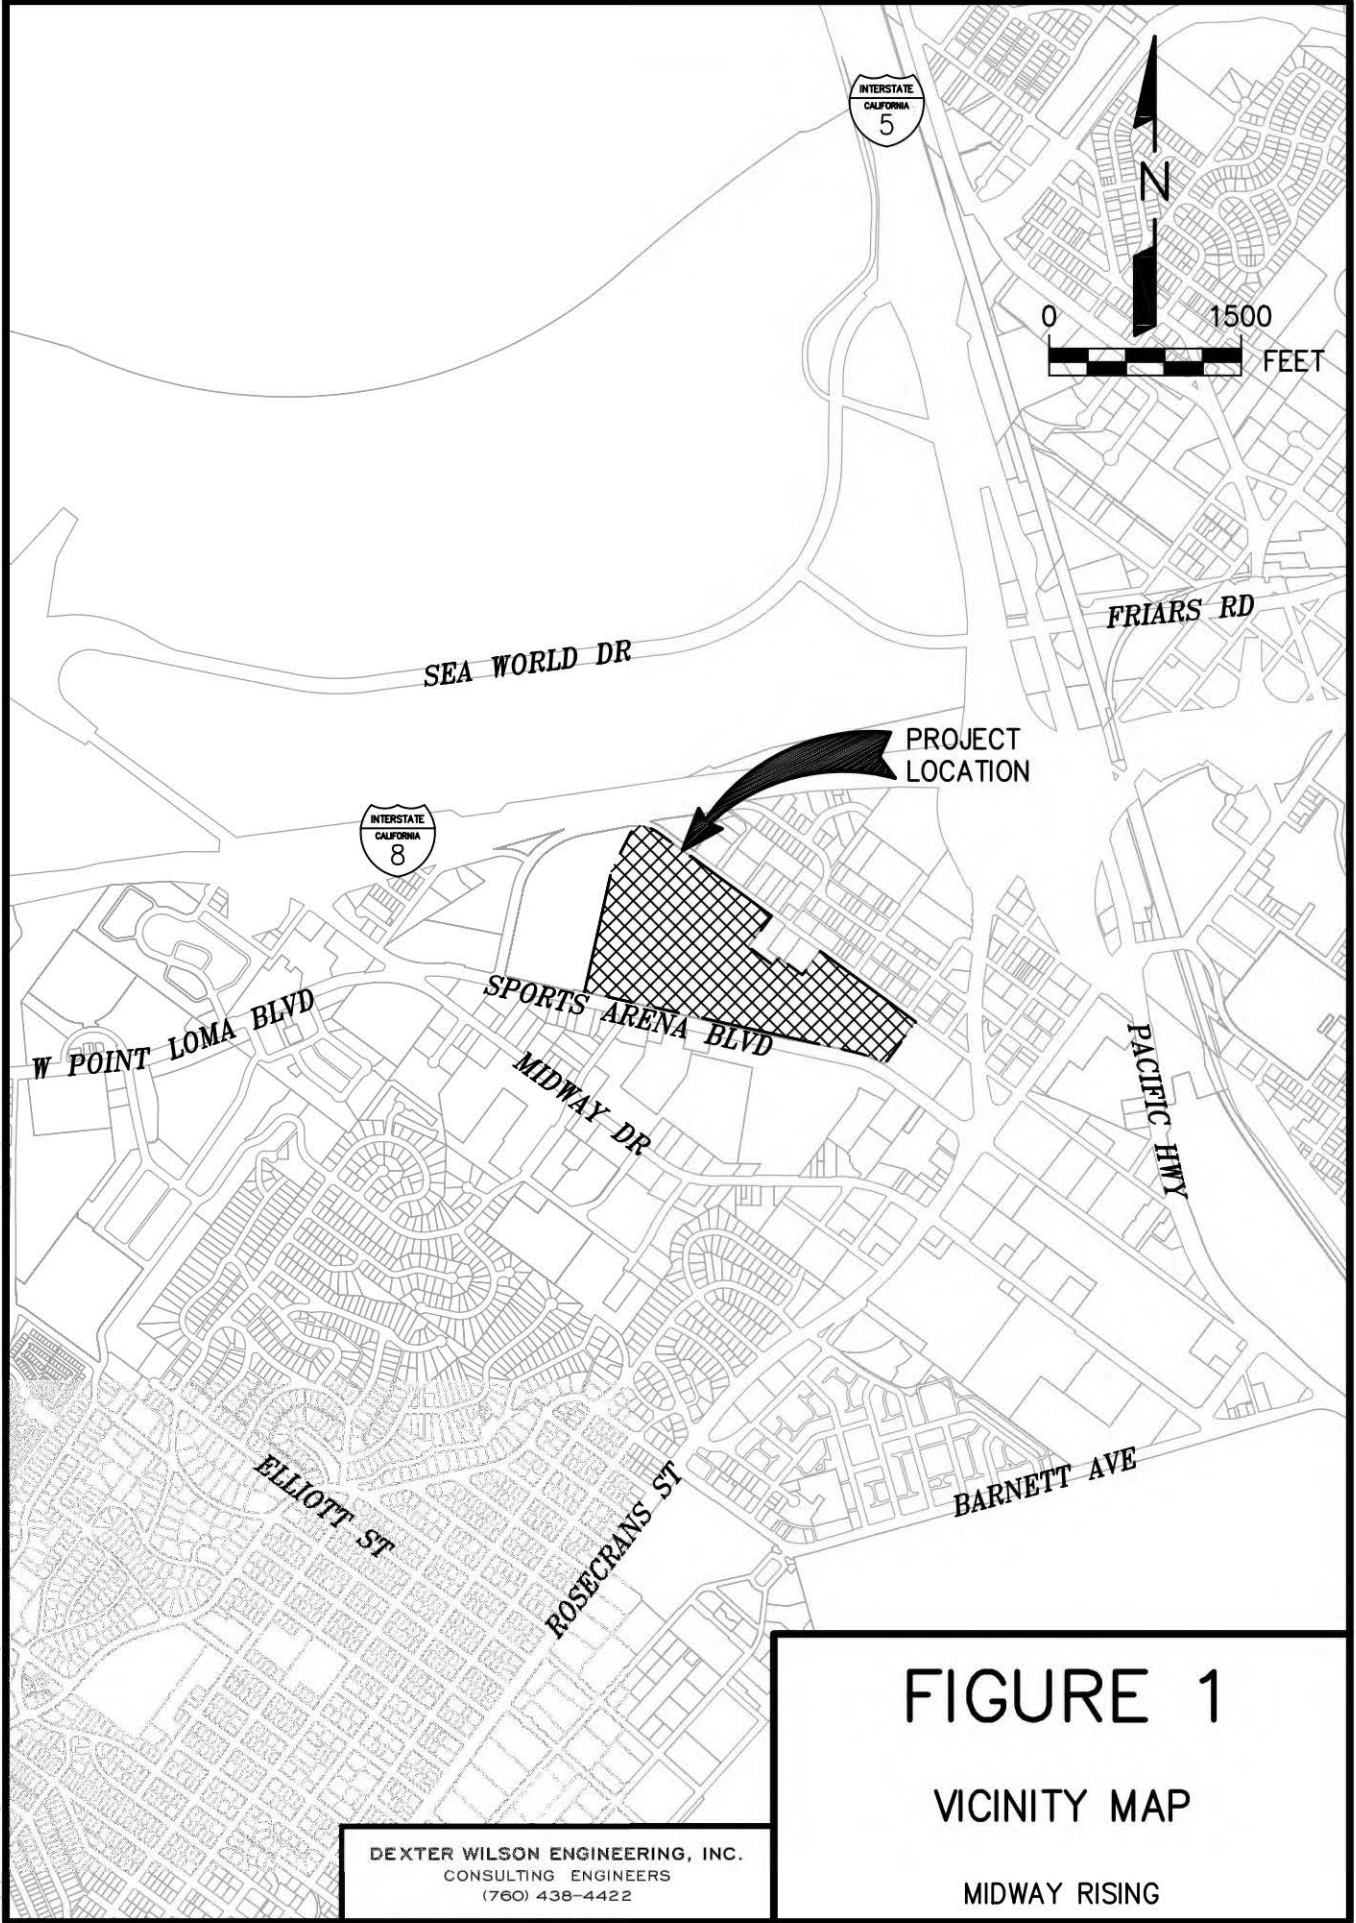 INTERSTATE
CALIFORNIA
5
N
0 1500
FEET
FRIARS RD
SEA WORLD DR
PROJECT
LOCATION
INTERSTATE
CALIFORNIA
8
SPORTS ARENA BLVD
W POINT LOMA BLVD
MIDWAY DR
PACIFIC HWY
ELLIOTT ST
ROSECRANS ST
BARNETT AVE
FIGURE 1
VICINITY MAP
MIDWAY RISING
DEXTER WILSON ENGINEERING, INC.
CONSULTING ENGINEERS
(760) 438-4422